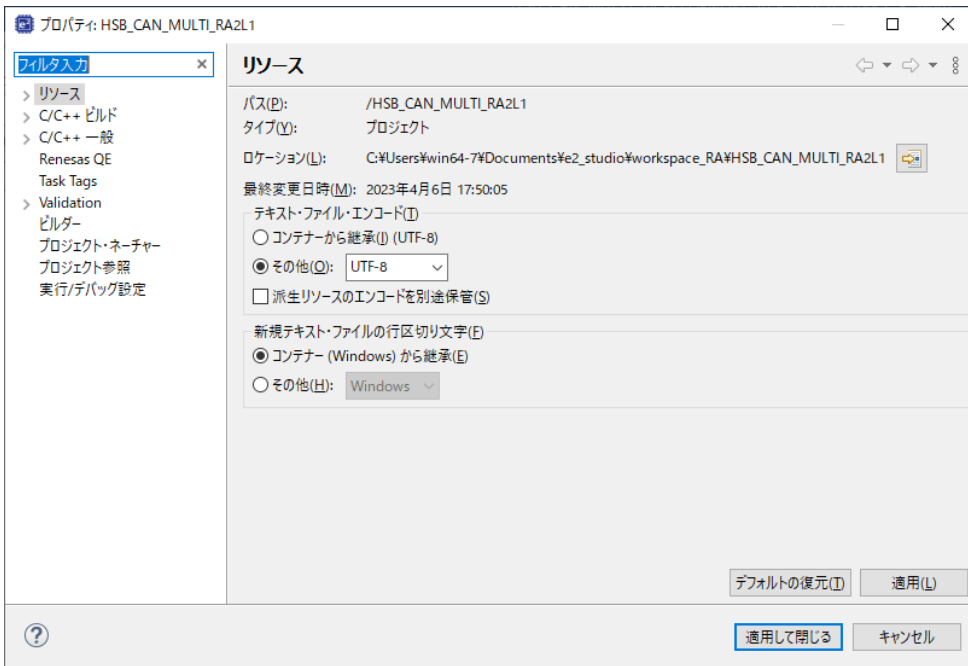 プロパティ: HSB_CAN_MULTI_RA2L1
フィルタ入力
リソース
C/C++ ビルド
C/C++ 一般
Renesas QE
Task Tags
Validation
ビルダー
プロジェクト・ネーチャー
プロジェクト参照
実行/デバッグ設定
リソース
パス(P): /HSB_CAN_MULTI_RA2L1
タイプ(Y): プロジェクト
ロケーション(L): C:¥Users¥win64-7¥Documents¥e2_studio¥workspace_RA¥HSB_CAN_MULTI_RA2L1
最終変更日時(M): 2023年4月6日 17:50:05
テキスト・ファイル・エンコード(T)
コンテナーから継承(I) (UTF-8)
その他(O): UTF-8
派生リソースのエンコードを別途保管(S)
新規テキスト・ファイルの行区切り文字(F)
コンテナー (Windows) から継承(E)
その他(H): Windows
デフォルトの復元(T) 適用(L)
適用して閉じる キャンセル